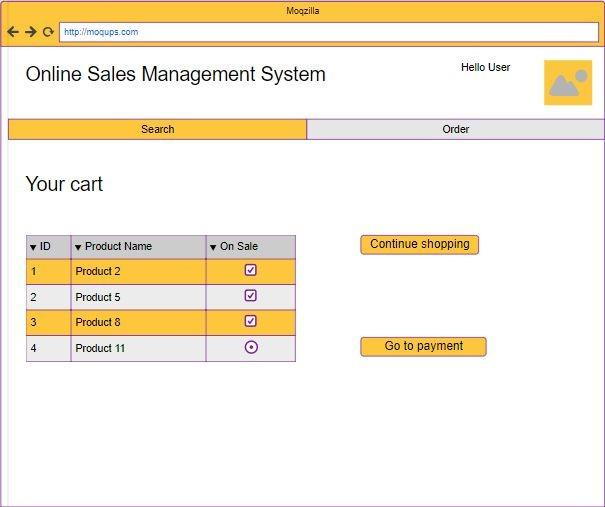 Moqzilla
http://moqups.com
Online Sales Management System
Hello User
Search
Order
Your cart
ID Product Name On Sale
1 Product 2
2 Product 5
3 Product 8
4 Product 11
Continue shopping
Go to payment